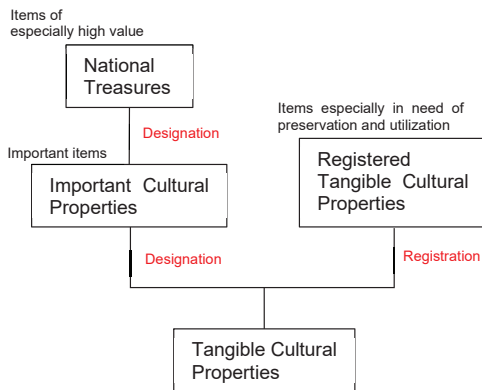 Items of
especially high value
National
Treasures
Designation
Items especially in need of
preservation and utilization
Important items
Important Cultural
Properties
Registered
Tangible Cultural
Properties
Designation
Registration
Tangible Cultural
Properties